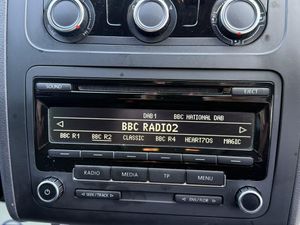 SOUND
EJECT
DAB1 BBC NATIONAL DAB
BBC RADIO2
BBC R1 BBC R2 CLASSIC BBC R4 HEART70S MAGIC
RADIO MEDIA TP MENU
SEEK/TRACK